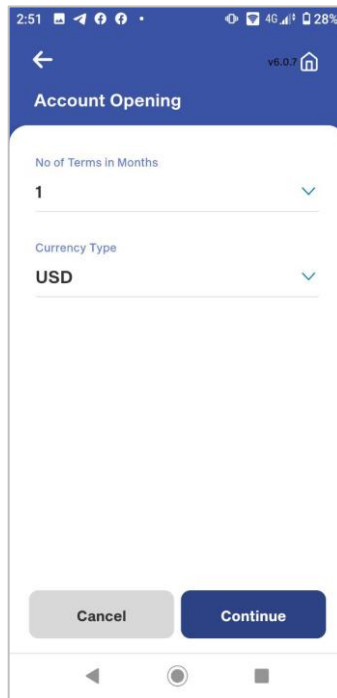 2:51 4G 28%
v6.0.7
Account Opening
No of Terms in Months
1
Currency Type
USD
Cancel Continue